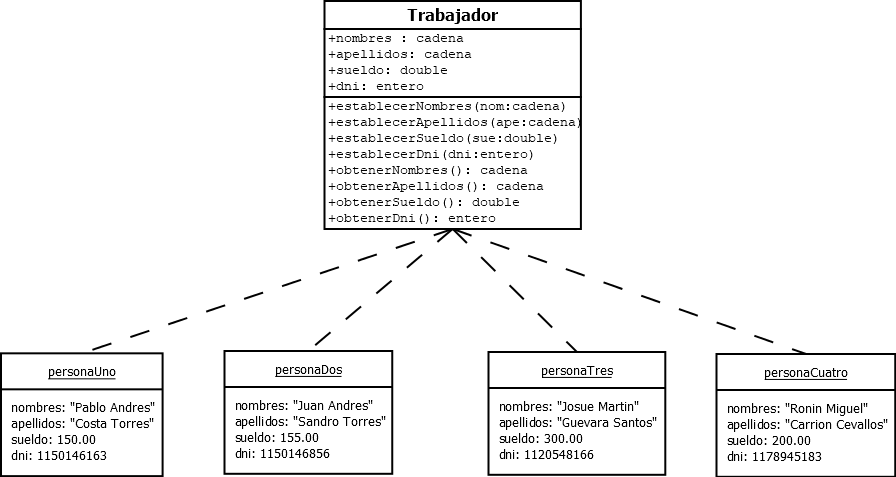 Trabajador
+nombres : cadena
+apellidos: cadena
+sueldo: double
+dni: entero
+establecerNombres(nom:cadena)
+establecerApellidos(ape:cadena)
+establecerSueldo(sue:double)
+establecerDni(dni:entero)
+obtenerNombres(): cadena
+obtenerApellidos(): cadena
+obtenerSueldo(): double
+obtenerDni(): entero
personaUno
nombres: "Pablo Andres"
apellidos: "Costa Torres"
sueldo: 150.00
dni: 1150146163
personaDos
nombres: "Juan Andres"
apellidos: "Sandro Torres"
sueldo: 155.00
dni: 1150146856
personaTres
nombres: "Josue Martin"
apellidos: "Guevara Santos"
sueldo: 300.00
dni: 1120548166
personaCuatro
nombres: "Ronin Miguel"
apellidos: "Carrion Cevallos"
sueldo: 200.00
dni: 1178945183